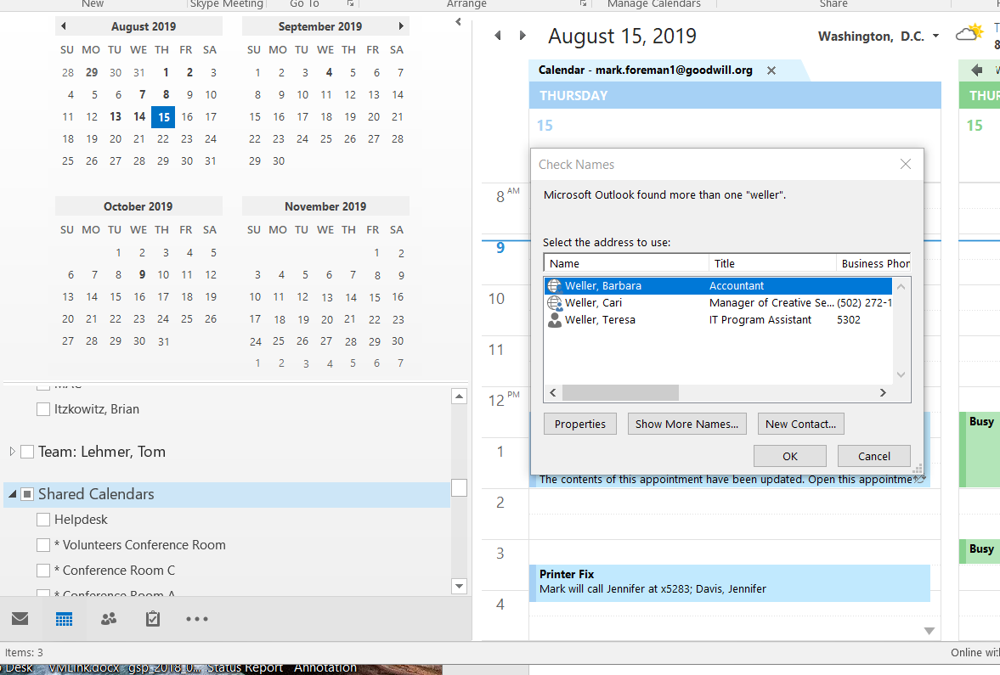 New Skype Meeting Go To Arrange Manage Calendars Share
August 2019
SU MO TU WE TH FR SA
28 29 30 31 1 2 3
4 5 6 7 8 9 10
11 12 13 14 15 16 17
18 19 20 21 22 23 24
25 26 27 28 29 30 31
September 2019
SU MO TU WE TH FR SA
1 2 3 4 5 6 7
8 9 10 11 12 13 14
15 16 17 18 19 20 21
22 23 24 25 26 27 28
29 30
October 2019
SU MO TU WE TH FR SA
1 2 3 4 5
6 7 8 9 10 11 12
13 14 15 16 17 18 19
20 21 22 23 24 25 26
27 28 29 30 31
November 2019
SU MO TU WE TH FR SA
1 2
3 4 5 6 7 8 9
10 11 12 13 14 15 16
17 18 19 20 21 22 23
24 25 26 27 28 29 30
1 2 3 4 5 6 7
Itzkowitz, Brian
Team: Lehmer, Tom
Shared Calendars
Helpdesk
* Volunteers Conference Room
* Conference Room C
* Conference Room A
August 15, 2019
Washington, D.C.
Calendar - mark.foreman1@goodwill.org
THURSDAY
15
8 AM
9
10
11
12 PM
1
2
3
4
Check Names
Microsoft Outlook found more than one "weller".
Select the address to use:
Name Title Business Phon
Weller, Barbara Accountant
Weller, Cari Manager of Creative Se... (502) 272-1
Weller, Teresa IT Program Assistant 5302
Properties Show More Names... New Contact...
OK Cancel
The contents of this appointment have been updated. Open this appointme
Printer Fix
Mark will call Jennifer at x5283; Davis, Jennifer
THUR
15
Busy
Busy
Items: 3
Online wit
Desk VMLink.docx gsp_2018_0... Status Report Annotation